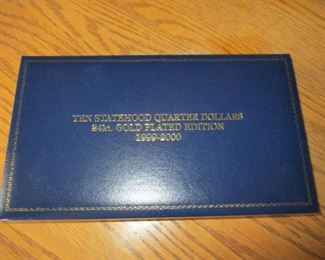 TEN STATEHOOD QUARTER DOLLARS
24kt. GOLD PLATED EDITION
1999-2000